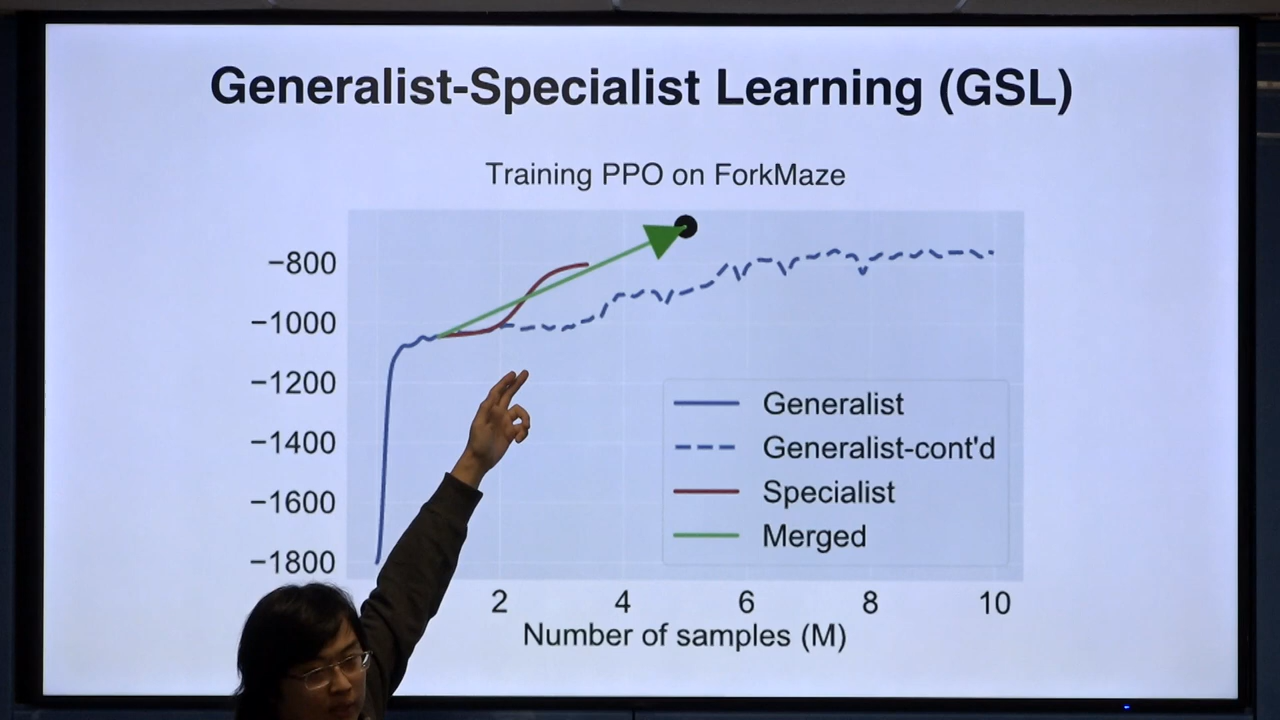 Generalist-Specialist Learning (GSL)
Training PPO on ForkMaze
−800
−1000
−1200
−1400
−1600
−1800
Generalist
Generalist-cont'd
Specialist
Merged
2 4 6 8 10
Number of samples (M)